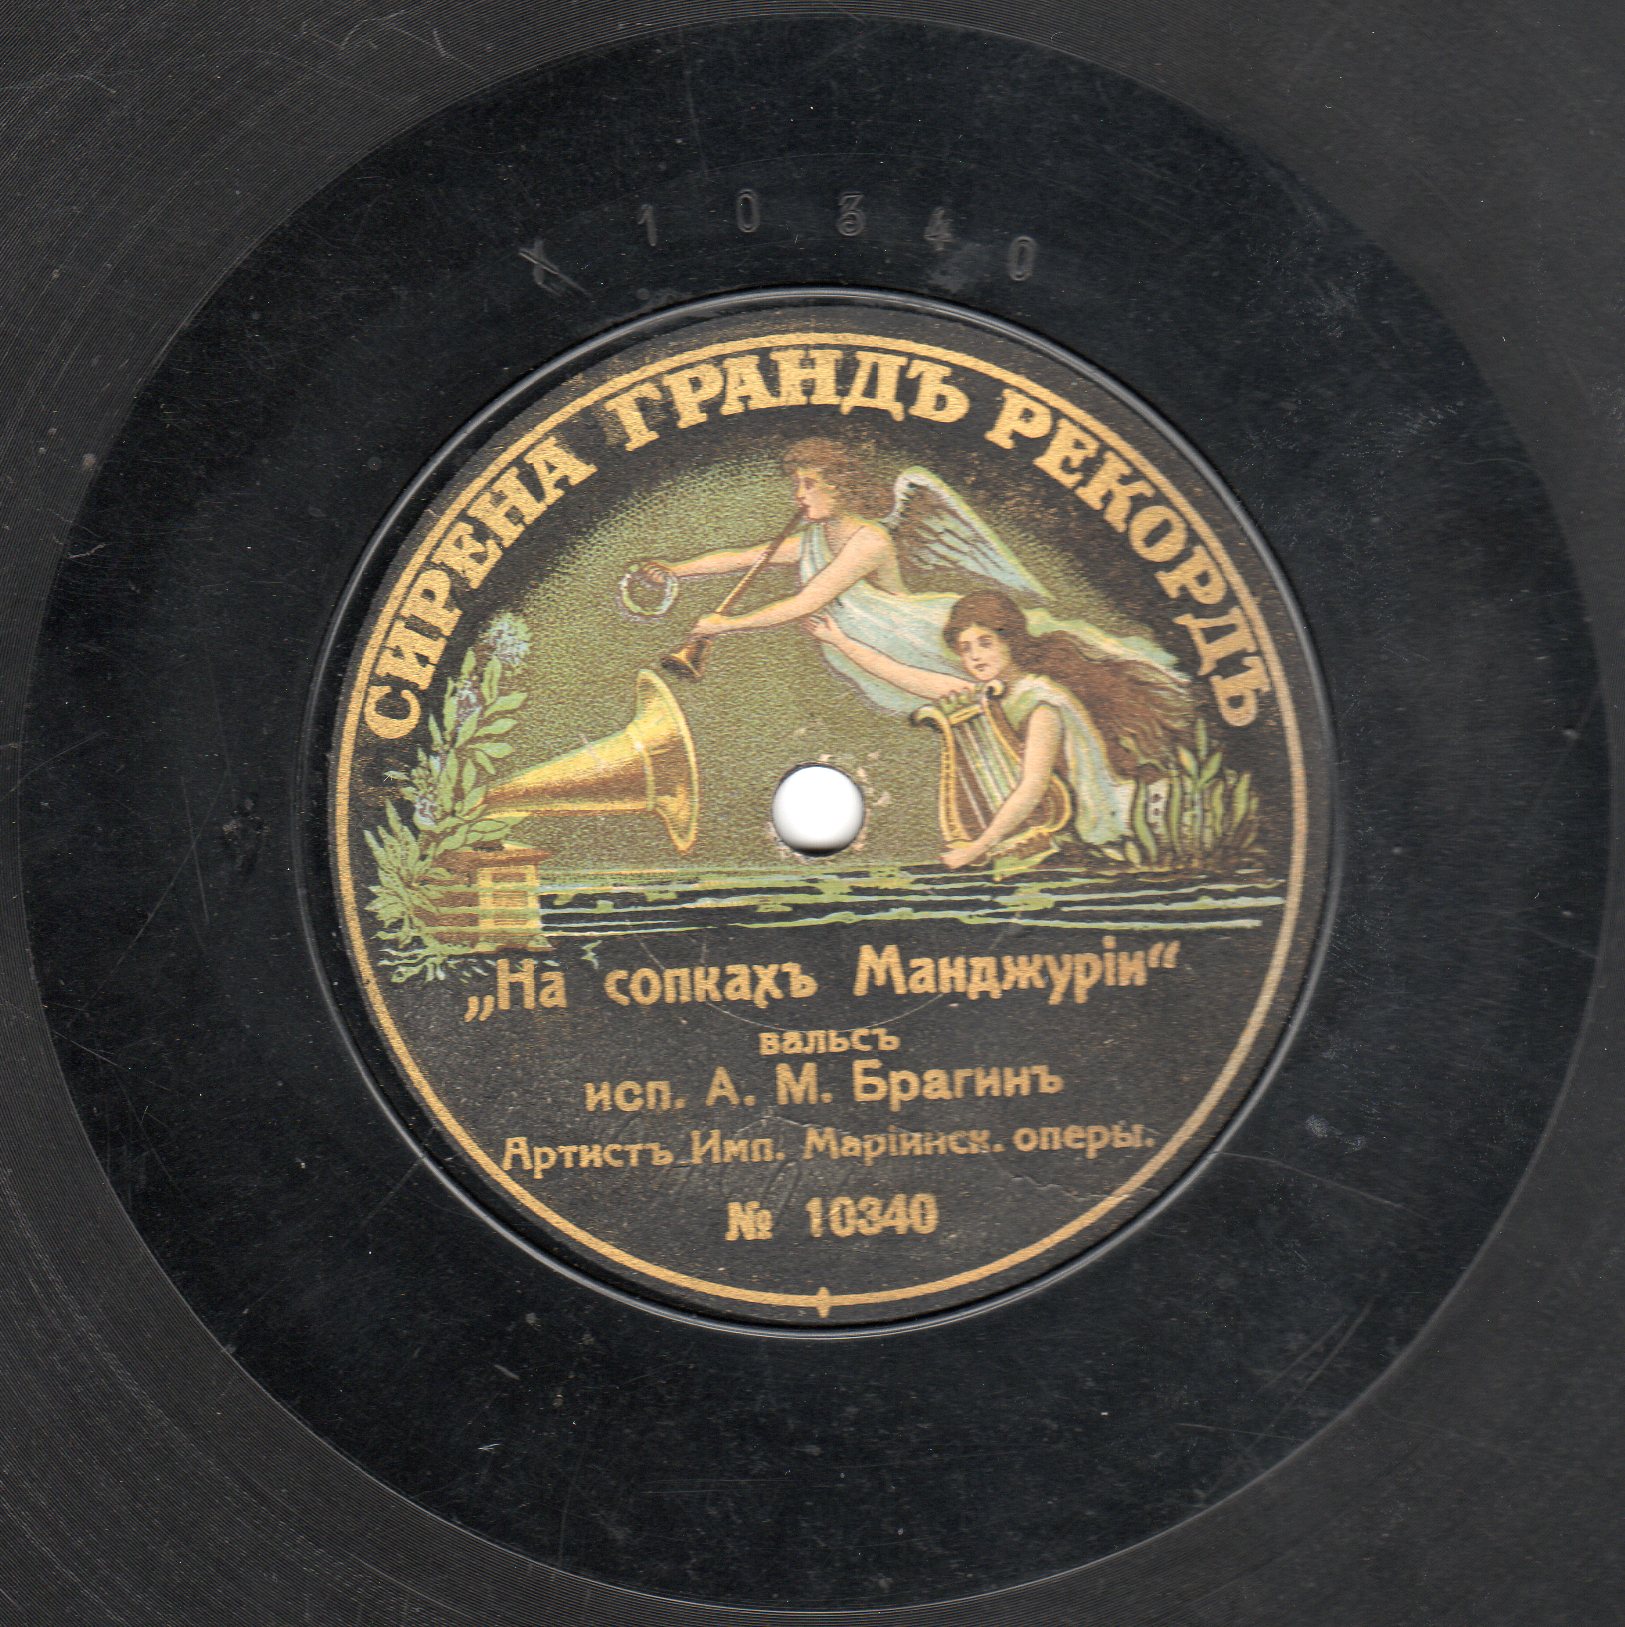 X 10340
СИРЕНА ГРАНДЪ РЕКОРДЪ
„На сопкахъ Манджуріи“
вальсъ
исп. А. М. Брагинъ
Артистъ Имп. Маріинск. оперы.
№ 10340